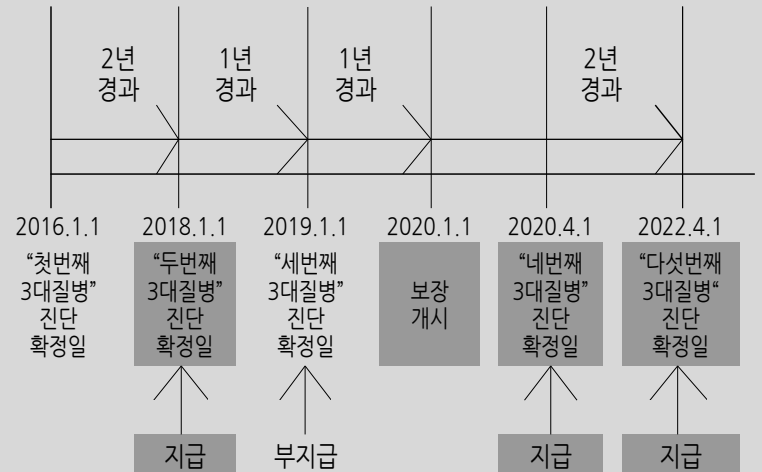 2년
경과
1년
경과
1년
경과
2년
경과
2016.1.1
2018.1.1
2019.1.1
2020.1.1
2020.4.1
2022.4.1
“첫번째
3대질병”
진단
확정일
“두번째
3대질병”
진단
확정일
“세번째
3대질병”
진단
확정일
보장
개시
“네번째
3대질병”
진단
확정일
“다섯번째
3대질병“
진단
확정일
지급
부지급
지급
지급